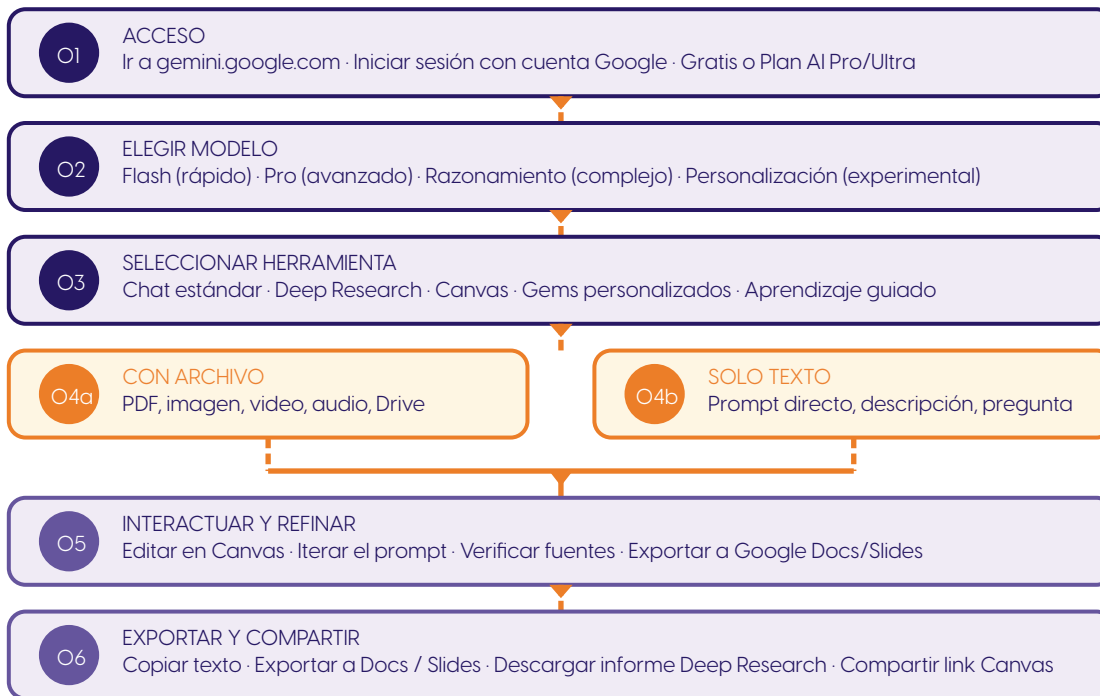 01
ACCESO
Ir a gemini.google.com · Iniciar sesión con cuenta Google · Gratis o Plan AI Pro/Ultra
02
ELEGIR MODELO
Flash (rápido) · Pro (avanzado) · Razonamiento (complejo) · Personalización (experimental)
03
SELECCIONAR HERRAMIENTA
Chat estándar · Deep Research · Canvas · Gems personalizados · Aprendizaje guiado
04a
CON ARCHIVO
PDF, imagen, video, audio, Drive
04b
SOLO TEXTO
Prompt directo, descripción, pregunta
05
INTERACTUAR Y REFINAR
Editar en Canvas · Iterar el prompt · Verificar fuentes · Exportar a Google Docs/Slides
06
EXPORTAR Y COMPARTIR
Copiar texto · Exportar a Docs / Slides · Descargar informe Deep Research · Compartir link Canvas